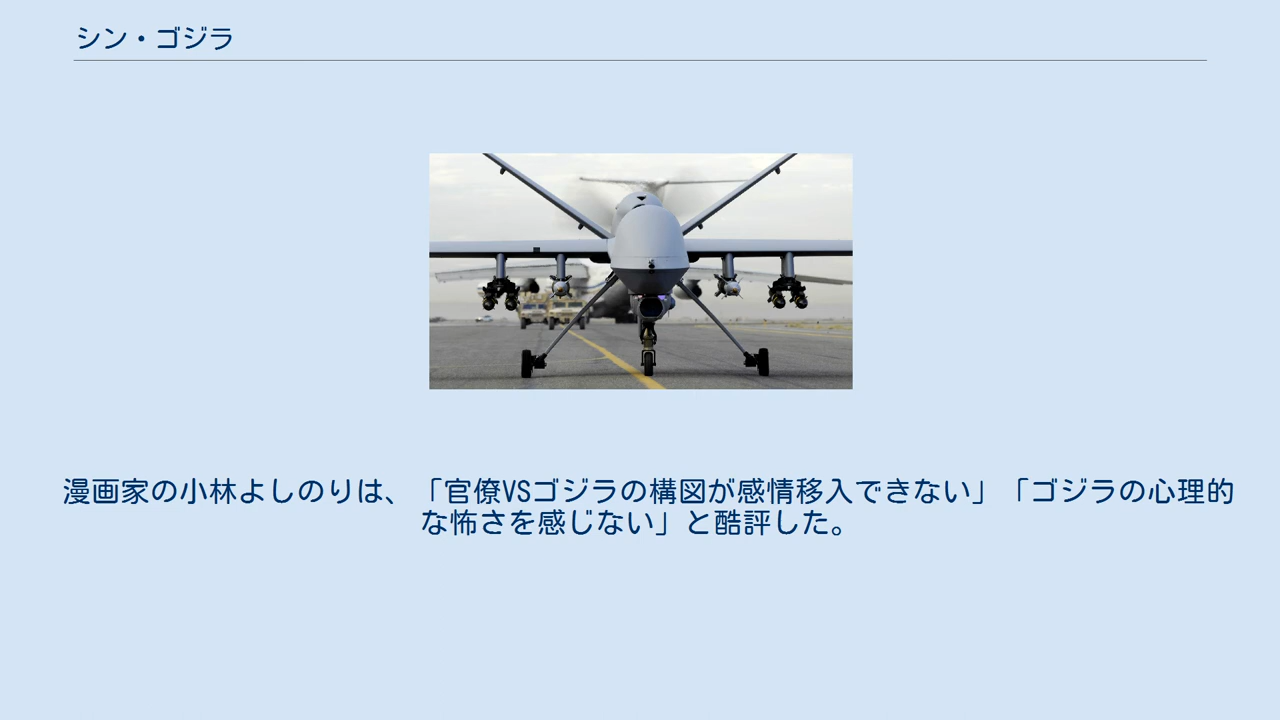 シン・ゴジラ
漫画家の小林よしのりは、「官僚VSゴジラの構図が感情移入できない」「ゴジラの心理的
な怖さを感じない」と酷評した。